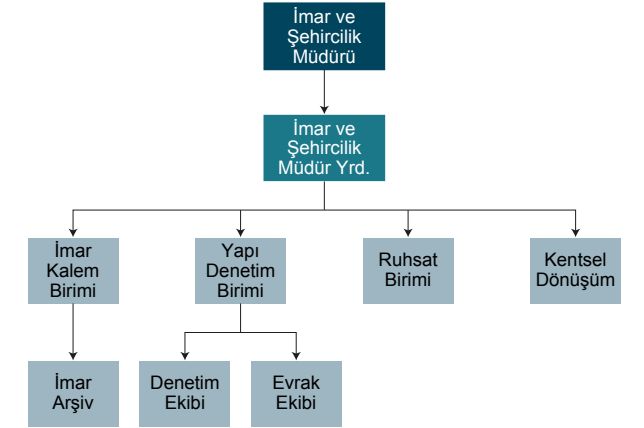 İmar ve
Şehircilik
Müdürü
İmar ve
Şehircilik
Müdür Yrd.
İmar
Kalem
Birimi
Yapı
Denetim
Birimi
Ruhsat
Birimi
Kentsel
Dönüşüm
İmar
Arşiv
Denetim
Ekibi
Evrak
Ekibi